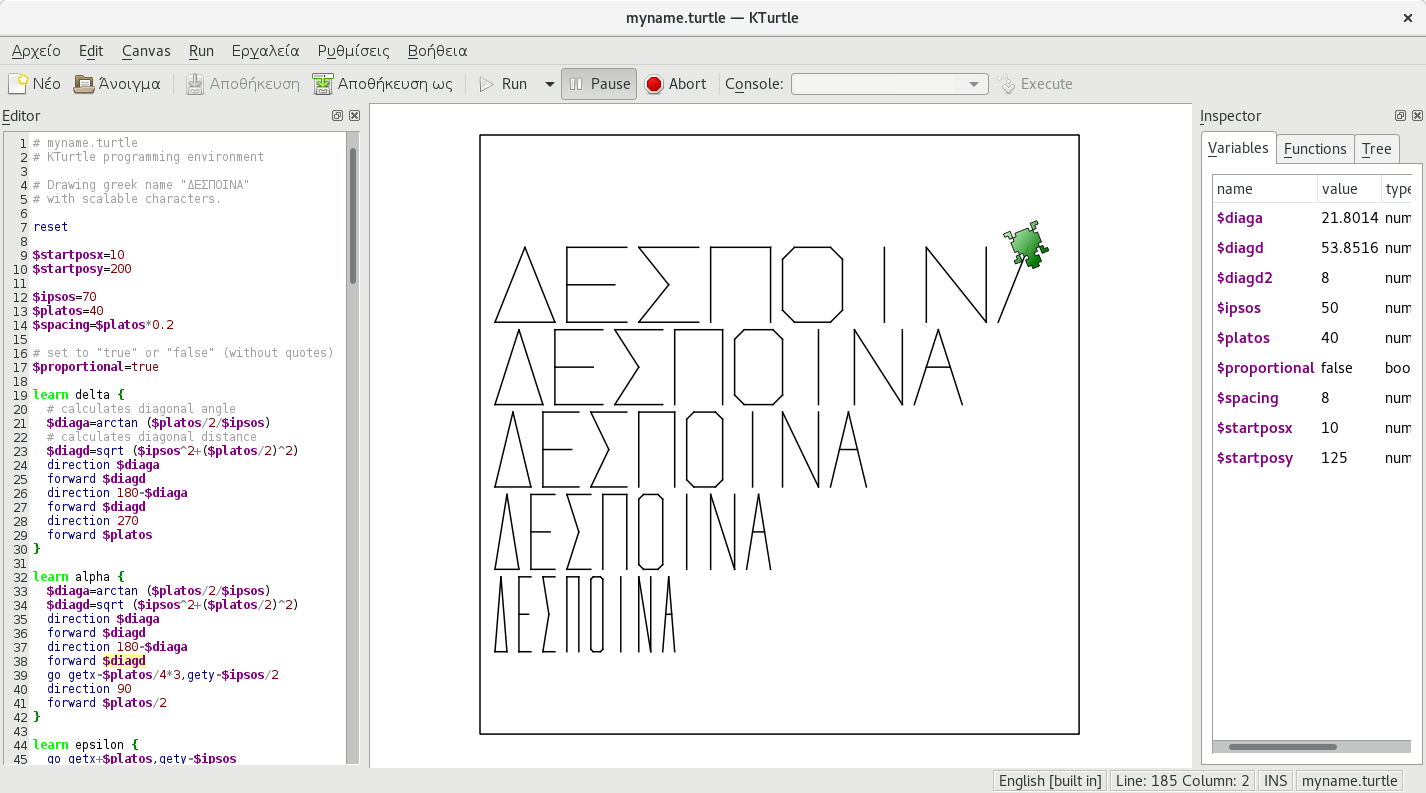 myname.turtle — KTurtle
Αρχείο Edit Canvas Run Εργαλεία Ρυθμίσεις Βοήθεια
Νέο Άνοιγμα Αποθήκευση Αποθήκευση ως Run Pause Abort Console: Execute
Editor
1 # myname.turtle
2 # KTurtle programming environment
3
4 # Drawing greek name "ΔΕΣΠΟΙΝΑ"
5 # with scalable characters.
6
7 reset
8
9 $startposx=10
10 $startposy=200
11
12 $ipsos=70
13 $platos=40
14 $spacing=$platos*0.2
15
16 # set to "true" or "false" (without quotes)
17 $proportional=true
18
19 learn delta {
20 # calculates diagonal angle
21 $diaga=arctan ($platos/2/$ipsos)
22 # calculates diagonal distance
23 $diagd=sqrt ($ipsos^2+($platos/2)^2)
24 direction $diaga
25 forward $diagd
26 direction 180-$diaga
27 forward $diagd
28 direction 270
29 forward $platos
30 }
31
32 learn alpha {
33 $diaga=arctan ($platos/2/$ipsos)
34 $diagd=sqrt ($ipsos^2+($platos/2)^2)
35 direction $diaga
36 forward $diagd
37 direction 180-$diaga
38 forward $diagd
39 go getx-$platos/4*3,gety-$ipsos/2
40 direction 90
41 forward $platos/2
42 }
43
44 learn epsilon {
45 go getx+$platos,gety-$ipsos
ΔΕΣΠΟΙΝ
ΔΕΣΠΟΙΝΑ
ΔΕΣΠΟΙΝΑ
ΔΕΣΠΟΙΝΑ
ΔΕΣΠΟΙΝΑ
Inspector
Variables Functions Tree
name value type
$diaga 21.8014 num
$diagd 53.8516 num
$diagd2 8 num
$ipsos 50 num
$platos 40 num
$proportional false boo
$spacing 8 num
$startposx 10 num
$startposy 125 num
English [built in] Line: 185 Column: 2 INS myname.turtle